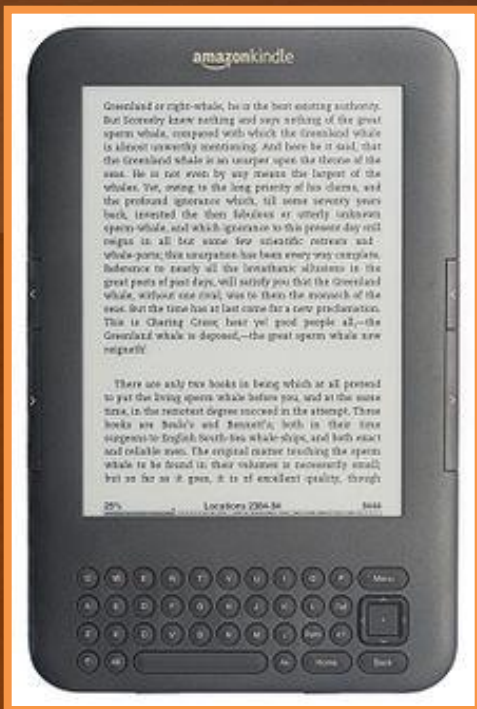 amazonkindle
Greenland or right-whale, he is the best existing authority.
But Scoresby knew nothing and says nothing of the great
sperm whale, compared with which the Greenland whale
is almost unworthy mentioning. And here be it said, that
the Greenland whale is an usurper upon the throne of the
seas. He is not even by any means the largest of the
whales. Yet, owing to the long priority of his claims, and
the profound ignorance which, till some seventy years
back, invested the then fabulous or utterly unknown
sperm-whale, and which ignorance to this present day still
reigns in all but some few scientific retreats and
whale-ports; this usurpation has been every way complete.
Reference to nearly all the leviathanic allusions in the
great poets of past days, will satisfy you that the Greenland
whale, without one rival, was to them the monarch of the
seas. But the time has at last come for a new proclamation.
This is Charing Cross; hear ye! good people all,—the
Greenland whale is deposed,—the great sperm whale now
reigneth!
There are only two books in being which at all pretend
to put the living sperm whale before you, and at the same
time, in the remotest degree succeed in the attempt. Those
books are Beale's and Bennett's; both in their time
surgeons to English South-Sea whale-ships, and both exact
and reliable men. The original matter touching the sperm
whale to be found in their volumes is necessarily small;
but so far as it goes, it is of excellent quality, though
25% Locations
Q W E R T Y U I O P Menu
A S D F G H J K L Del
Z X C V B N M
Alt Home Back